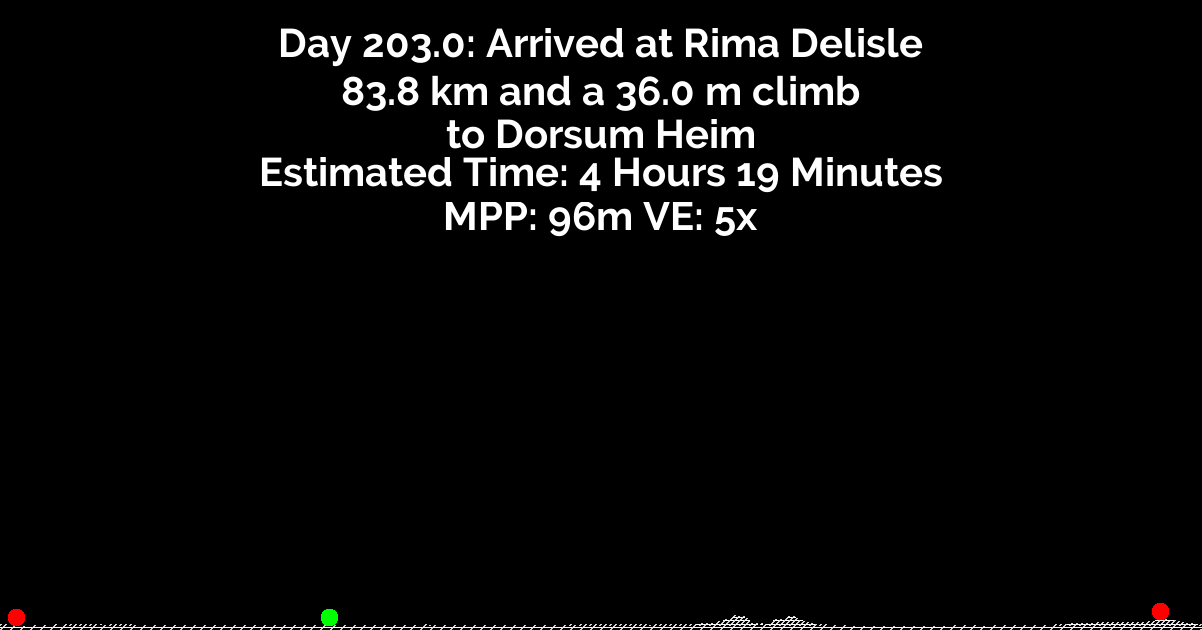 Day 203.0: Arrived at Rima Delisle
83.8 km and a 36.0 m climb
to Dorsum Heim
Estimated Time: 4 Hours 19 Minutes
MPP: 96m VE: 5x